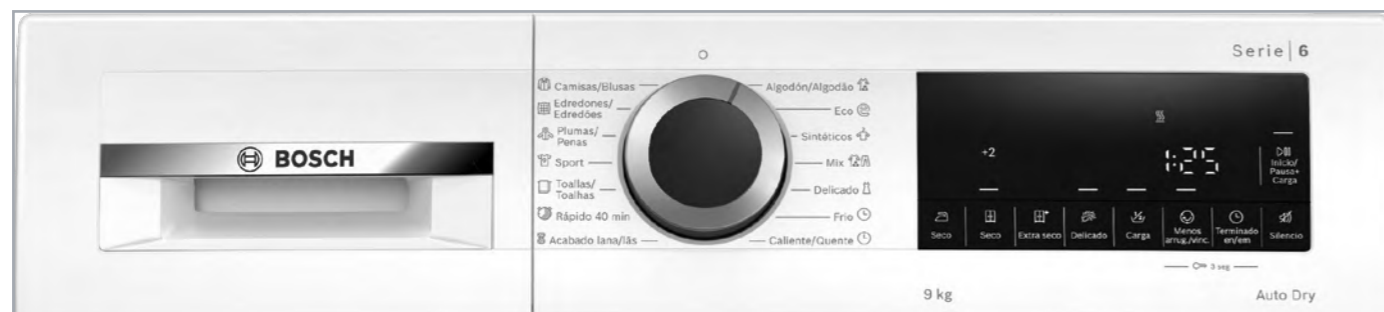 Serie | 6
BOSCH
Camisas/Blusas
Edredones/
Edredões
Plumas/
Penas
Sport
Toallas/
Toalhas
Rápido 40 min
Acabado lana/lãs
Algodón/Algodão
Eco
Sintéticos
Mix
Delicado
Frio
Caliente/Quente
+2
1:25
Inicio/
Pausa+
Carga
Seco
Seco
Extra seco
Delicado
Carga
Menos
arrug./vinc.
Terminado
en/em
Silencio
3 seg
9 kg
Auto Dry